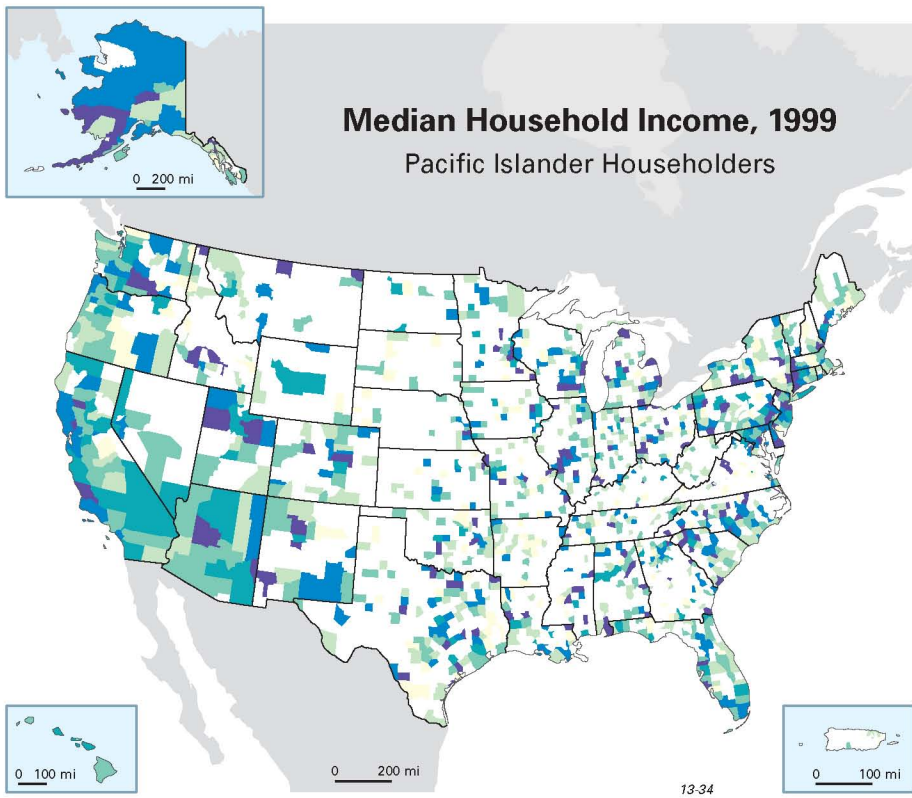 Median Household Income, 1999
Pacific Islander Householders
0 200 mi
0 100 mi
0 200 mi
0 100 mi
13-34